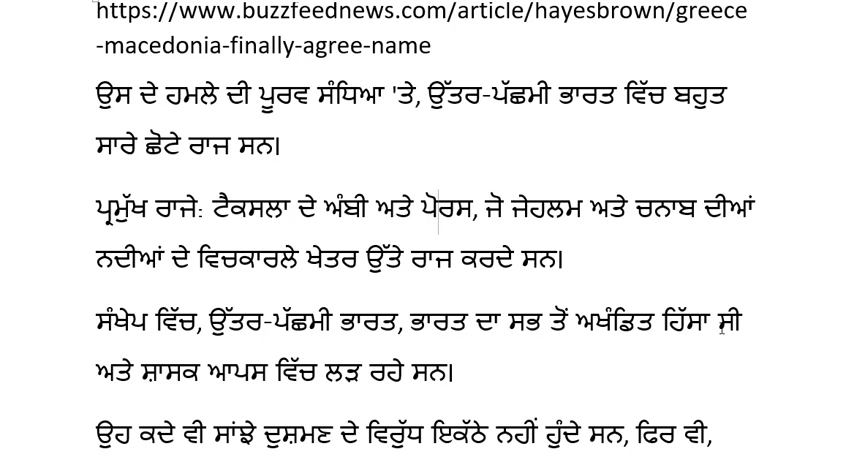 https://www.buzzfeednews.com/article/hayesbrown/greece
-macedonia-finally-agree-name
ਉਸ ਦੇ ਹਮਲੇ ਦੀ ਪੂਰਵ ਸੰਧਿਆ 'ਤੇ, ਉੱਤਰ-ਪੱਛਮੀ ਭਾਰਤ ਵਿੱਚ ਬਹੁਤ
ਸਾਰੇ ਛੋਟੇ ਰਾਜ ਸਨ।
ਪ੍ਰਮੁੱਖ ਰਾਜੇ: ਟੈਕਸਲਾ ਦੇ ਅੰਬੀ ਅਤੇ ਪੋਰਸ, ਜੋ ਜੇਹਲਮ ਅਤੇ ਚਨਾਬ ਦੀਆਂ
ਨਦੀਆਂ ਦੇ ਵਿਚਕਾਰਲੇ ਖੇਤਰ ਉੱਤੇ ਰਾਜ ਕਰਦੇ ਸਨ।
ਸੰਖੇਪ ਵਿੱਚ, ਉੱਤਰ-ਪੱਛਮੀ ਭਾਰਤ, ਭਾਰਤ ਦਾ ਸਭ ਤੋਂ ਅਖੰਡਿਤ ਹਿੱਸਾ ਸੀ
ਅਤੇ ਸ਼ਾਸਕ ਆਪਸ ਵਿੱਚ ਲੜ ਰਹੇ ਸਨ।
ਉਹ ਕਦੇ ਵੀ ਸਾਂਝੇ ਦੁਸ਼ਮਣ ਦੇ ਵਿਰੁੱਧ ਇਕੱਠੇ ਨਹੀਂ ਹੁੰਦੇ ਸਨ, ਫਿਰ ਵੀ,